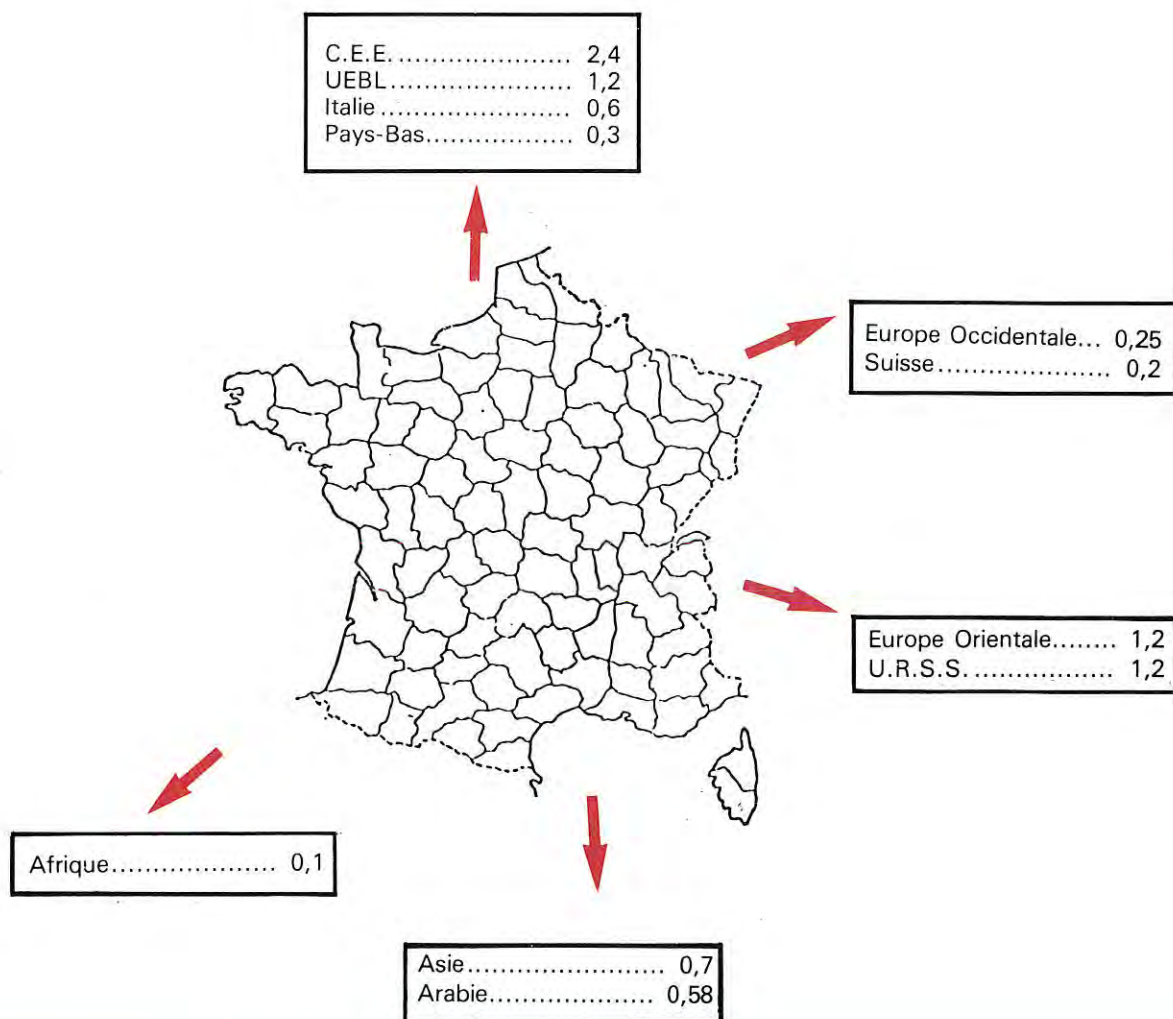 C.E.E. ...................... 2,4
UEBL ...................... 1,2
Italie ...................... 0,6
Pays-Bas .................. 0,3
Europe Occidentale... 0,25
Suisse ...................... 0,2
Europe Orientale........ 1,2
U.R.S.S. .................. 1,2
Afrique.................... 0,1
Asie........................ 0,7
Arabie.................... 0,58